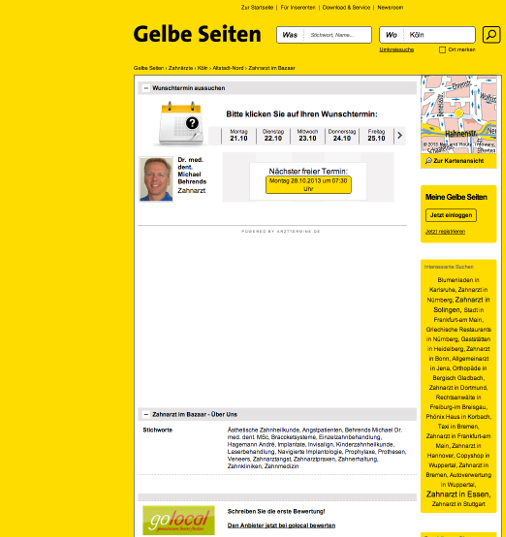 Zur Startseite | Für Inserenten | Download & Service | Newsroom
Gelbe Seiten
Was Stichwort, Name...
Wo Köln
Umkreissuche
Ort merken
Gelbe Seiten › Zahnärzte › Köln › Altstadt-Nord › Zahnarzt im Bazaar
Wunschtermin aussuchen
Bitte klicken Sie auf Ihren Wunschtermin:
Montag Dienstag Mittwoch Donnerstag Freitag
21.10 22.10 23.10 24.10 25.10
Dr. med.
dent.
Michael
Behrends
Zahnarzt
Nächster freier Termin:
Montag 28.10.2013 um 07:30
Uhr
POWERED BY ARZTTERMINE.DE
Hahnenstr.
Zur Kartenansicht
Meine Gelbe Seiten
Jetzt einloggen
Jetzt registrieren
Interessante Suchen
Blumenladen in
Karlsruhe, Zahnarzt in
Nürnberg, Zahnarzt in
Solingen, Stadt in
Frankfurt-am Main,
Griechische Restaurants
in Nürnberg, Gaststätten
in Heidelberg, Zahnarzt
in Bonn, Allgemeinarzt
in Jena, Orthopäde in
Bergisch Gladbach,
Zahnarzt in Dortmund,
Rechtsanwälte in
Freiburg-im Breisgau,
Phönix Haus in Korbach,
Taxi in Bremen,
Zahnarzt in Frankfurt-am
Main, Zahnarzt in
Hannover, Copyshop in
Wuppertal, Zahnarzt in
Bremen, Autoverwertung
in Wuppertal,
Zahnarzt in Essen,
Zahnarzt in Stuttgart
Zahnarzt im Bazaar - Über Uns
Stichworte
Ästhetische Zahnheilkunde, Angstpatienten, Behrends Michael Dr.
med. dent. MSc, Bracketsysteme, Einzelzahnbehandlung,
Hagemann André, Implantate, Invisalign, Kinderzahnheilkunde,
Laserbehandlung, Navigierte Implantologie, Prophylaxe, Prothesen,
Veneers, Zahnarztangst, Zahnarztpraxen, Zahnerhaltung,
Zahnkliniken, Zahnmedizin
golocal
Schreiben Sie die erste Bewertung!
Den Anbieter jetzt bei golocal bewerten